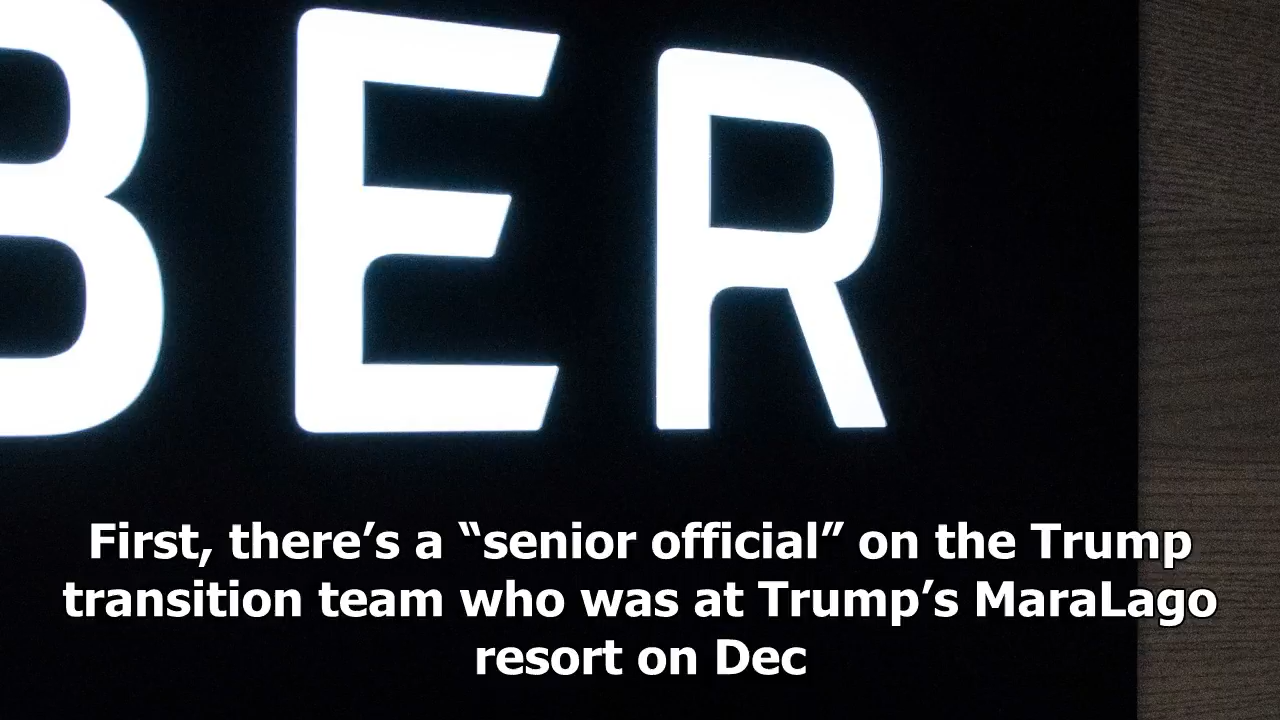 BER
First, there’s a “senior official” on the Trump
transition team who was at Trump’s MaraLago
resort on Dec